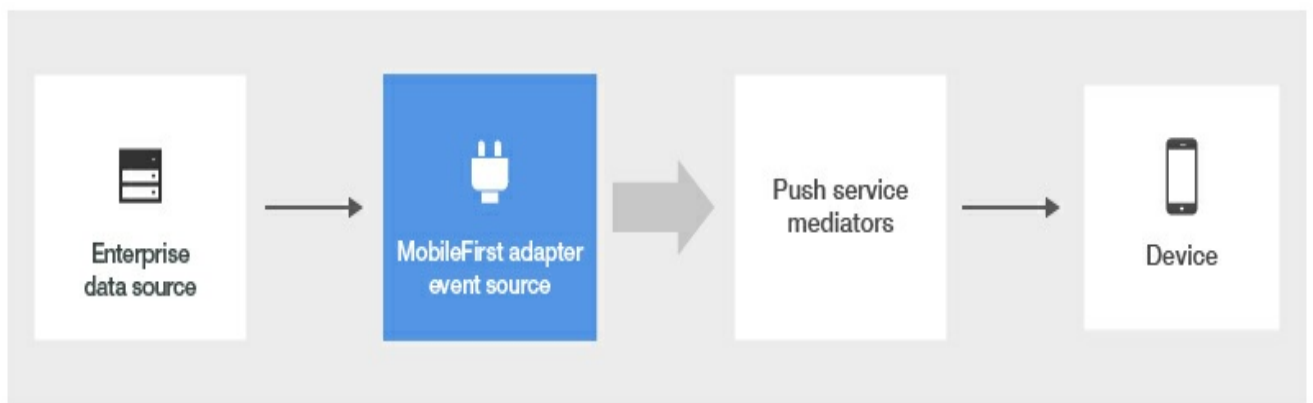 Enterprise
data source
MobileFirst adapter
event source
Push service
mediators
Device